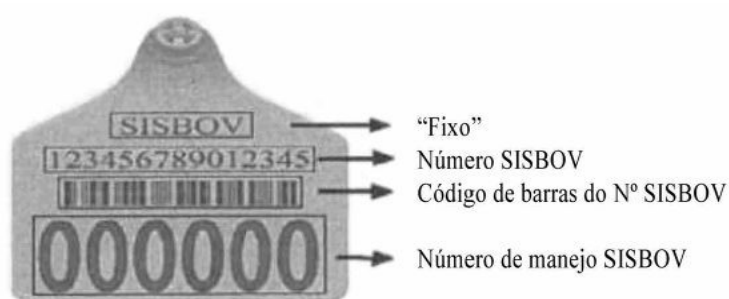 SISBOV
“Fixo”
123456789012345
Número SISBOV
Código de barras do Nº SISBOV
000000
Número de manejo SISBOV